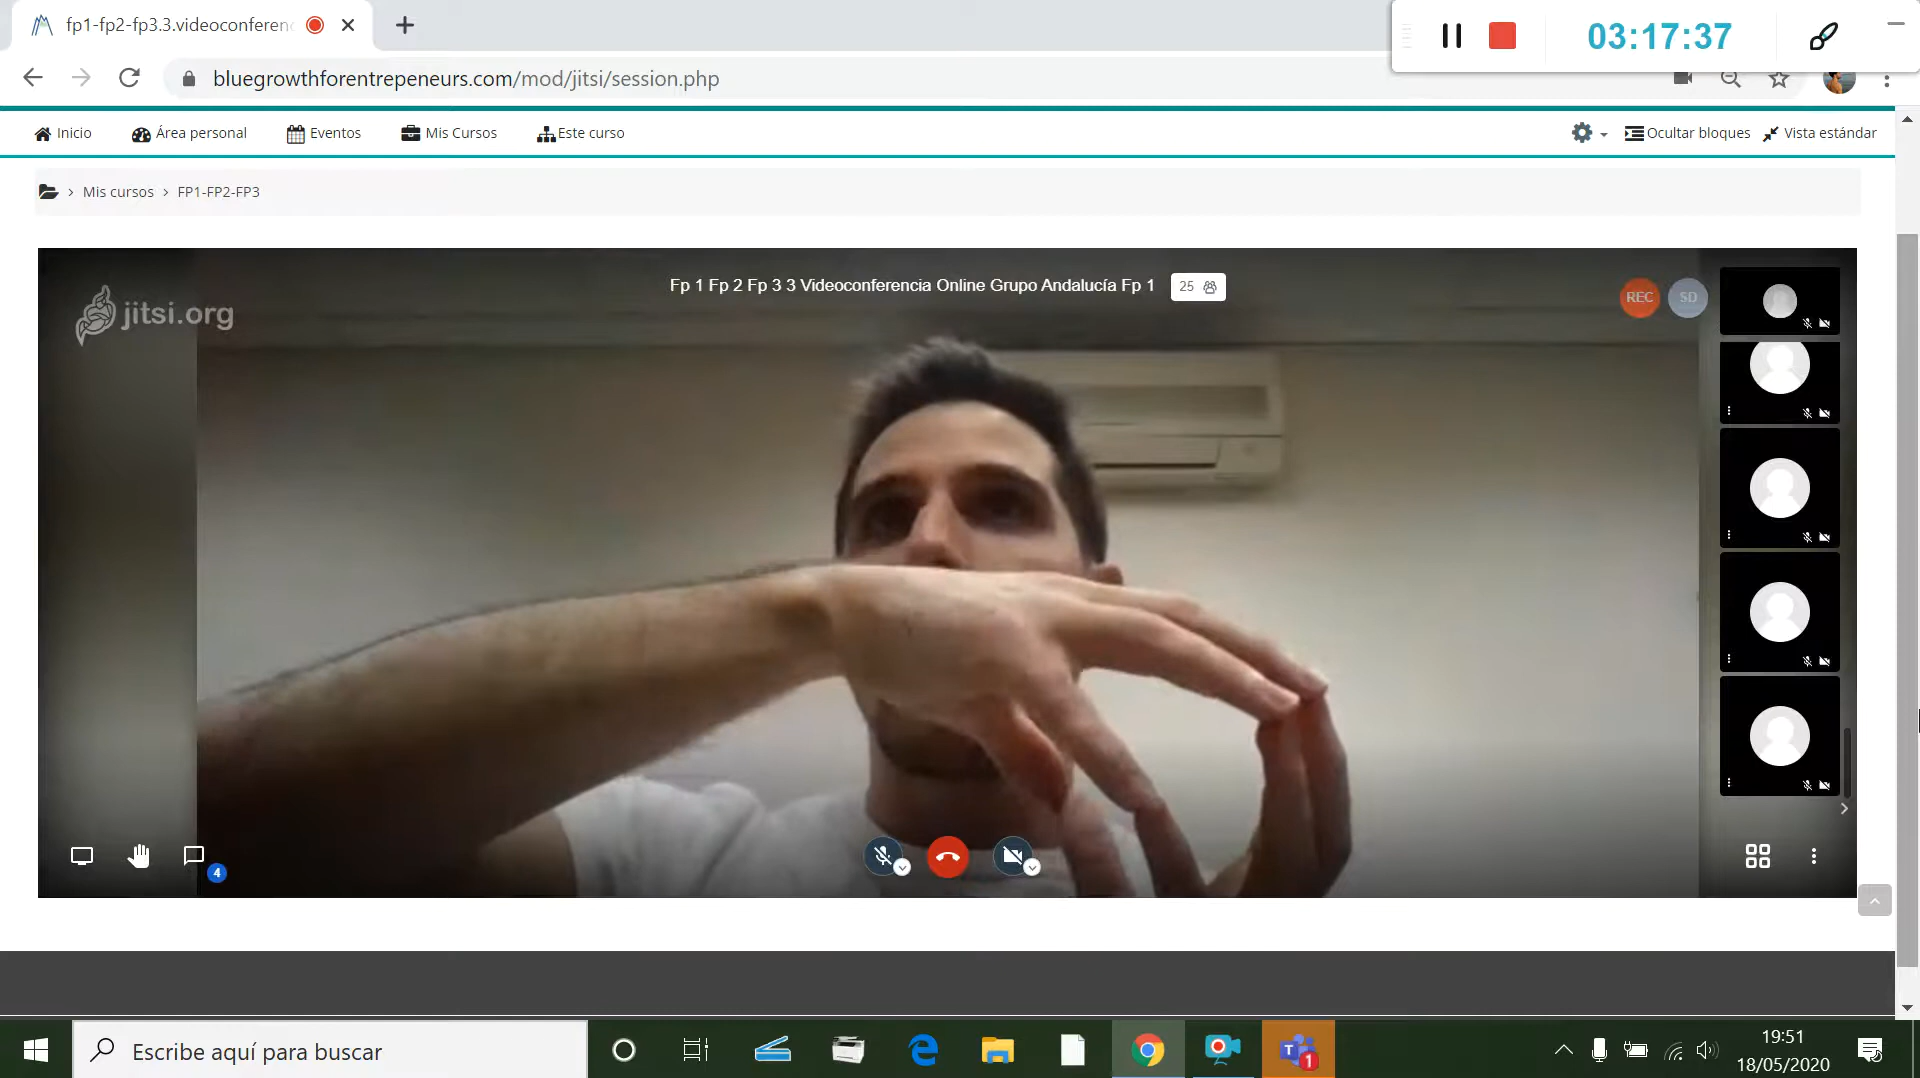 fp1-fp2-fp3.3.videoconferenc
03:17:37
bluegrowthforentrepeneurs.com/mod/jitsi/session.php
Inicio
Área personal
Eventos
Mis Cursos
Este curso
Ocultar bloques
Vista estándar
Mis cursos
FP1-FP2-FP3
jitsi.org
Fp 1 Fp 2 Fp 3 3 Videoconferencia Online Grupo Andalucía Fp 1
25
REC
SD
4
Escribe aquí para buscar
T
1
19:51
18/05/2020